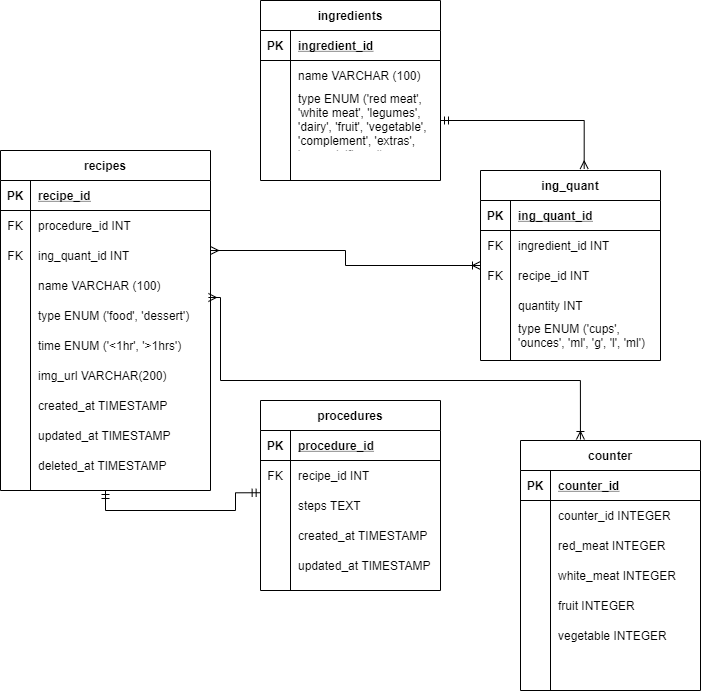 ingredients
PK ingredient_id
name VARCHAR (100)
type ENUM ('red meat',
'white meat', 'legumes',
'dairy', 'fruit', 'vegetable',
'complement', 'extras',
recipes
PK recipe_id
FK procedure_id INT
FK ing_quant_id INT
name VARCHAR (100)
type ENUM ('food', 'dessert')
time ENUM ('<1hr', '>1hrs')
img_url VARCHAR(200)
created_at TIMESTAMP
updated_at TIMESTAMP
deleted_at TIMESTAMP
ing_quant
PK ing_quant_id
FK ingredient_id INT
FK recipe_id INT
quantity INT
type ENUM ('cups',
'ounces', 'ml', 'g', 'l', 'ml')
procedures
PK procedure_id
FK recipe_id INT
steps TEXT
created_at TIMESTAMP
updated_at TIMESTAMP
counter
PK counter_id
counter_id INTEGER
red_meat INTEGER
white_meat INTEGER
fruit INTEGER
vegetable INTEGER